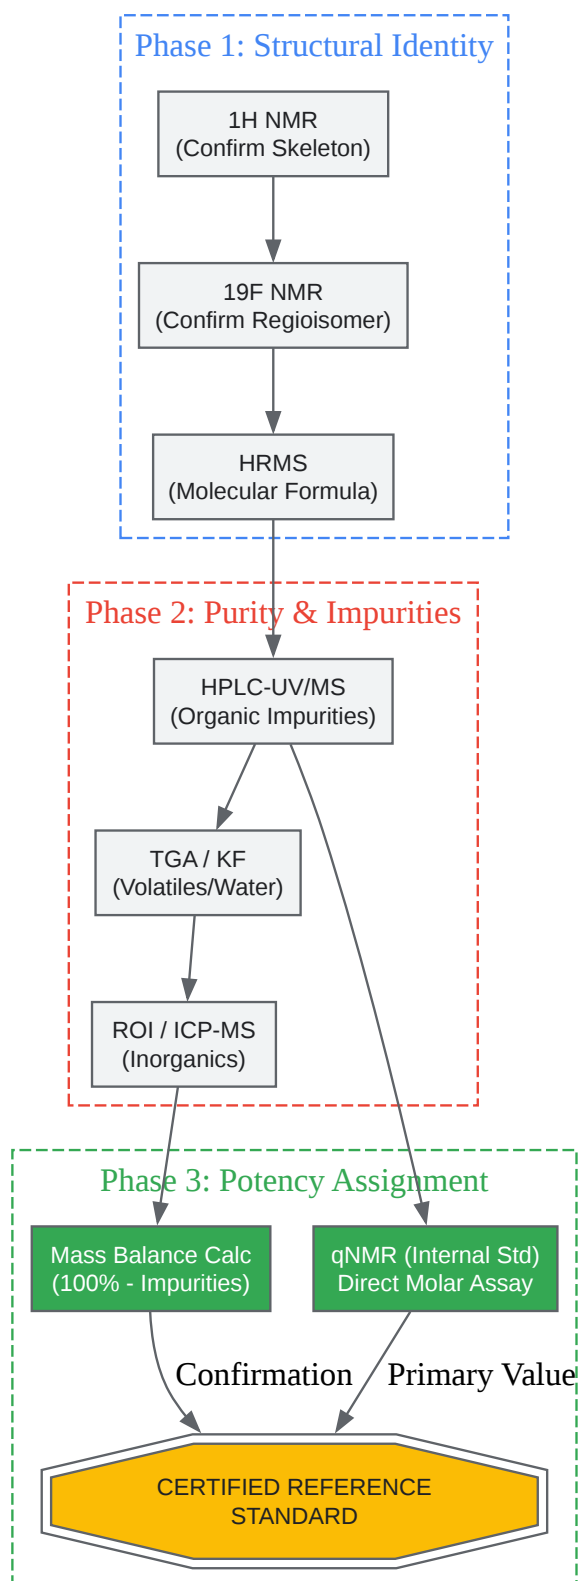 Phase 1: Structural Identity
1H NMR
(Confirm Skeleton)
19F NMR
(Confirm Regioisomer)
HRMS
(Molecular Formula)
Phase 2: Purity & Impurities
HPLC-UV/MS
(Organic Impurities)
TGA / KF
(Volatiles/Water)
ROI / ICP-MS
(Inorganics)
Phase 3: Potency Assignment
Mass Balance Calc
(100% - Impurities)
qNMR (Internal Std)
Direct Molar Assay
Confirmation
Primary Value
CERTIFIED REFERENCE
STANDARD